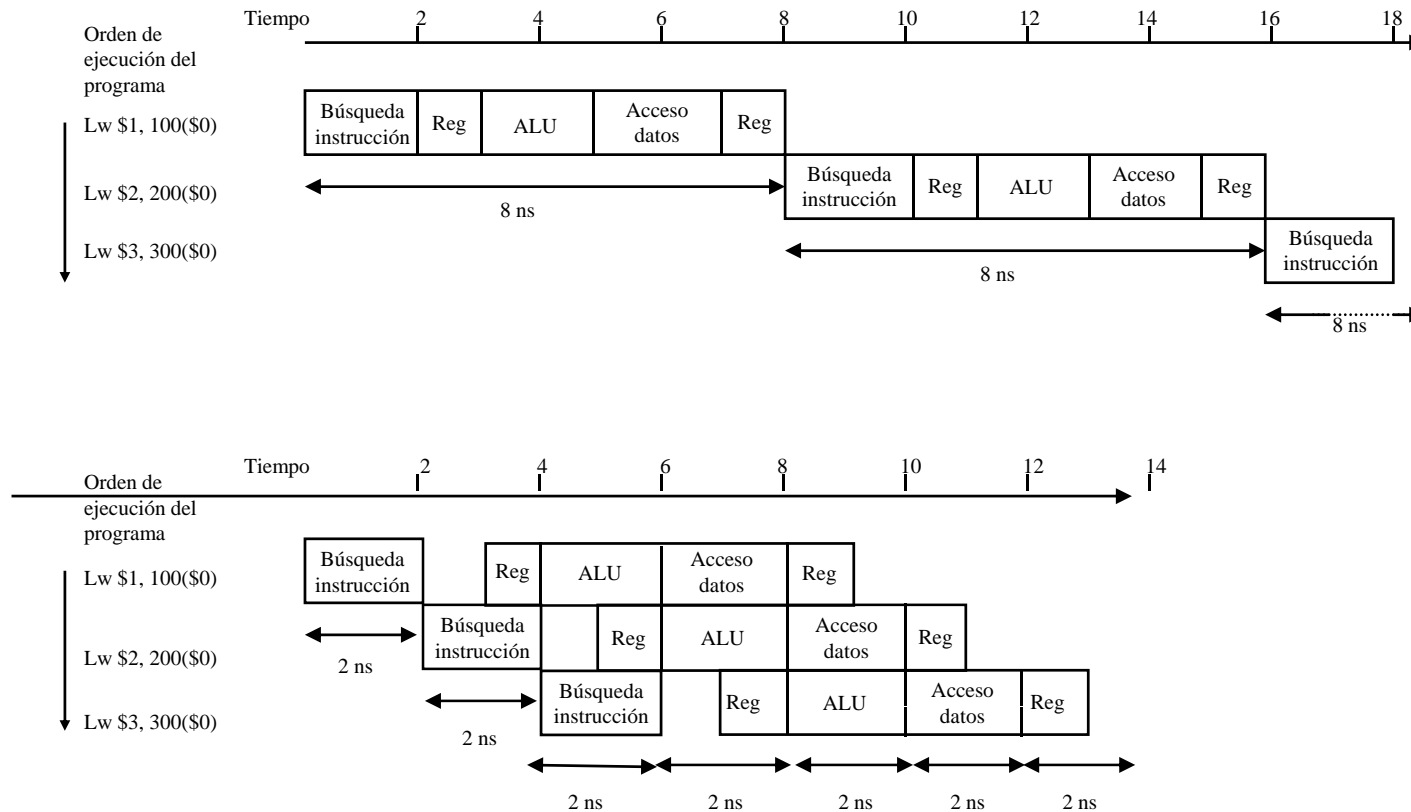 Tiempo 2 4 6 8 10 12 14 16 18
Orden de
ejecución del
programa
Lw $1, 100($0)
Búsqueda
instrucción
Reg
ALU
Acceso
datos
Reg
Lw $2, 200($0)
8 ns
Búsqueda
instrucción
Reg
ALU
Acceso
datos
Reg
Lw $3, 300($0)
8 ns
Búsqueda
instrucción
8 ns
Tiempo 2 4 6 8 10 12 14
Orden de
ejecución del
programa
Lw $1, 100($0)
Búsqueda
instrucción
Reg
ALU
Acceso
datos
Reg
Lw $2, 200($0)
2 ns
Búsqueda
instrucción
Reg
ALU
Acceso
datos
Reg
Lw $3, 300($0)
2 ns
Búsqueda
instrucción
Reg
ALU
Acceso
datos
Reg
2 ns 2 ns 2 ns 2 ns 2 ns